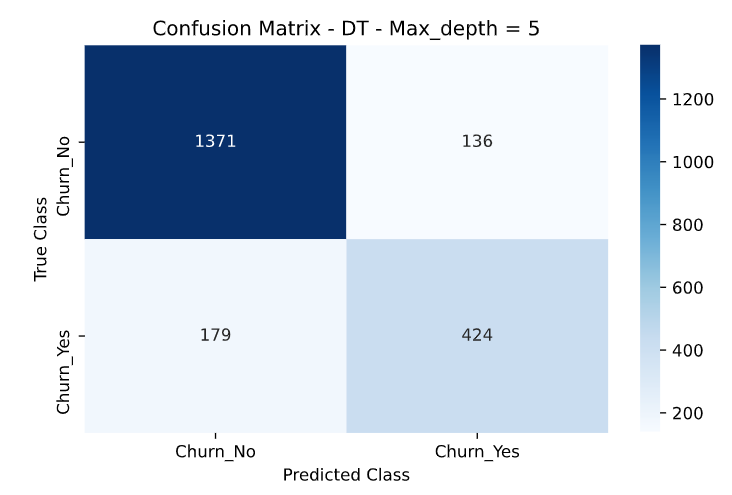 Confusion Matrix - DT - Max_depth = 5
True Class
Churn_No
1371
136
Churn_Yes
179
424
Churn_No
Churn_Yes
Predicted Class
1200
1000
800
600
400
200